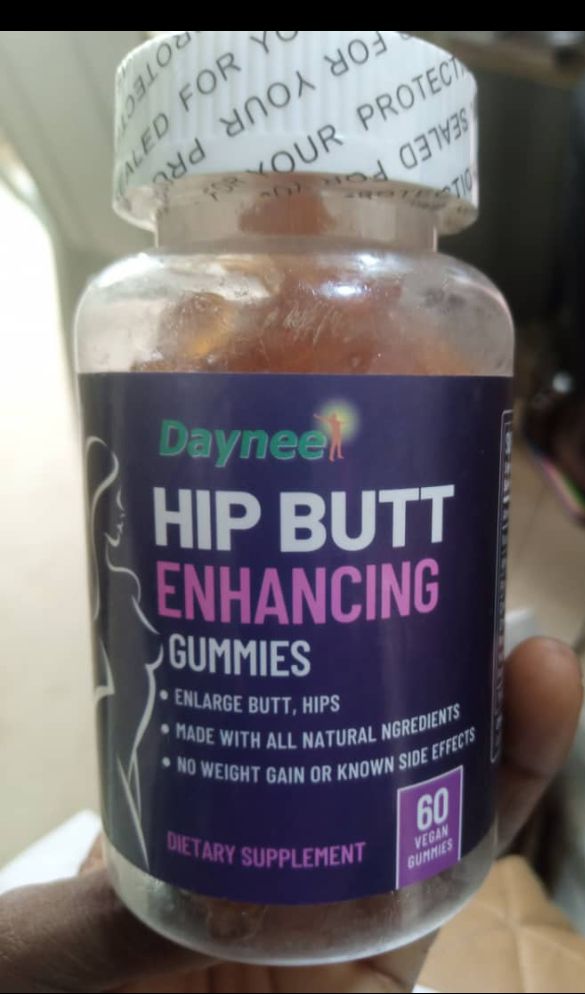 SEALED FOR YOUR
YOUR PROTECTION
Daynee
HIP BUTT
ENHANCING
GUMMIES
• ENLARGE BUTT, HIPS
• MADE WITH ALL NATURAL NGREDIENTS
• NO WEIGHT GAIN OR KNOWN SIDE EFFECTS
60
VEGAN
GUMMIES
DIETARY SUPPLEMENT